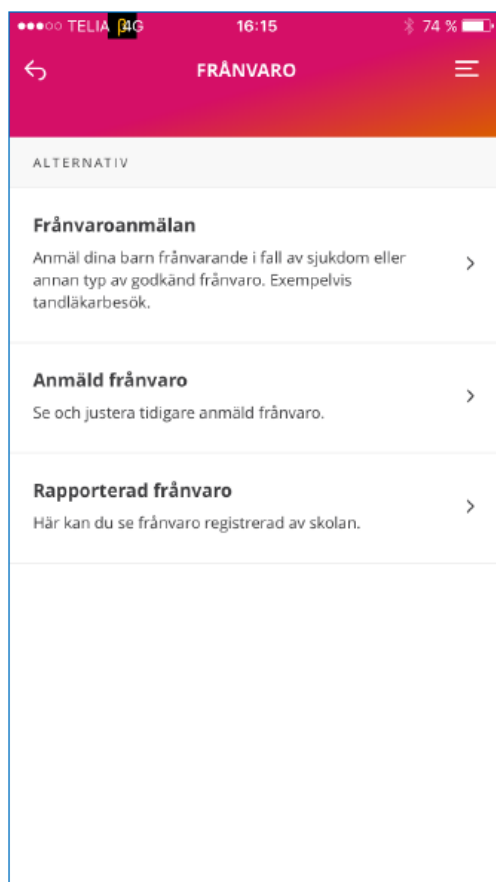 TELIA β4G 16:15 74 %
FRÅNVARO
ALTERNATIV
Frånvaroanmälan
Anmäl dina barn frånvarande i fall av sjukdom eller
annan typ av godkänd frånvaro. Exempelvis
tandläkarbesök.
Anmäld frånvaro
Se och justera tidigare anmäld frånvaro.
Rapporterad frånvaro
Här kan du se frånvaro registrerad av skolan.